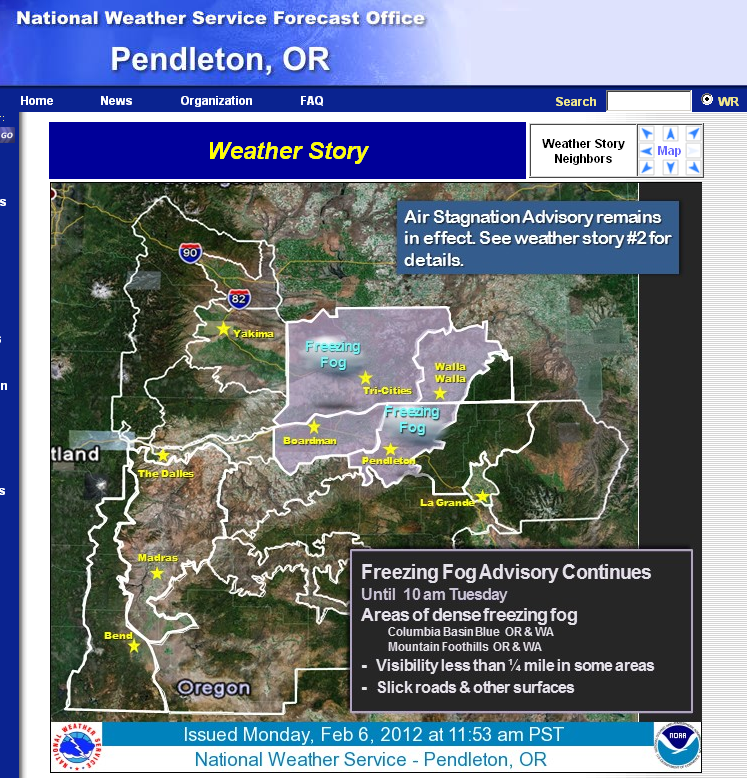 National Weather Service Forecast Office
Pendleton, OR
Home News Organization FAQ Search WR
GO
Weather Story
Weather Story
Neighbors
Map
Air Stagnation Advisory remains
in effect. See weather story #2 for
details.
90
82
Yakima
Freezing
Fog
Walla
Walla
Tri-Cities
Freezing
Fog
Boardman
Pendleton
tland
The Dalles
La Grande
Madras
Bend
Oregon
Freezing Fog Advisory Continues
Until 10 am Tuesday
Areas of dense freezing fog
Columbia Basin Blue OR & WA
Mountain Foothills OR & WA
- Visibility less than ¼ mile in some areas
- Slick roads & other surfaces
Issued Monday, Feb 6, 2012 at 11:53 am PST
National Weather Service - Pendleton, OR
NATIONAL WEATHER SERVICE
NOAA